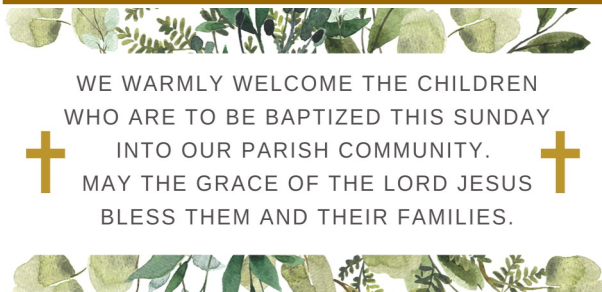 WE WARMLY WELCOME THE CHILDREN
WHO ARE TO BE BAPTIZED THIS SUNDAY
INTO OUR PARISH COMMUNITY.
MAY THE GRACE OF THE LORD JESUS
BLESS THEM AND THEIR FAMILIES.